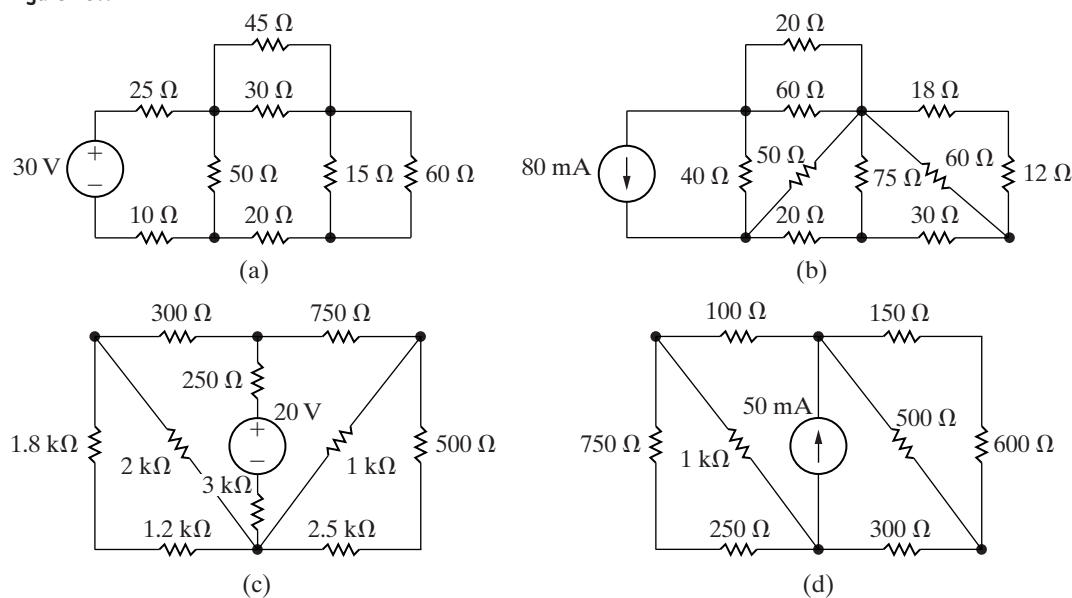 45 Ω
25 Ω
30 Ω
30 V
+
−
50 Ω
15 Ω
60 Ω
10 Ω
20 Ω
(a)
20 Ω
60 Ω
18 Ω
80 mA
40 Ω
50 Ω
75 Ω
60 Ω
12 Ω
20 Ω
30 Ω
(b)
300 Ω
750 Ω
250 Ω
20 V
+
−
1.8 kΩ
2 kΩ
3 kΩ
1 kΩ
500 Ω
1.2 kΩ
2.5 kΩ
(c)
100 Ω
150 Ω
50 mA
500 Ω
750 Ω
1 kΩ
600 Ω
250 Ω
300 Ω
(d)